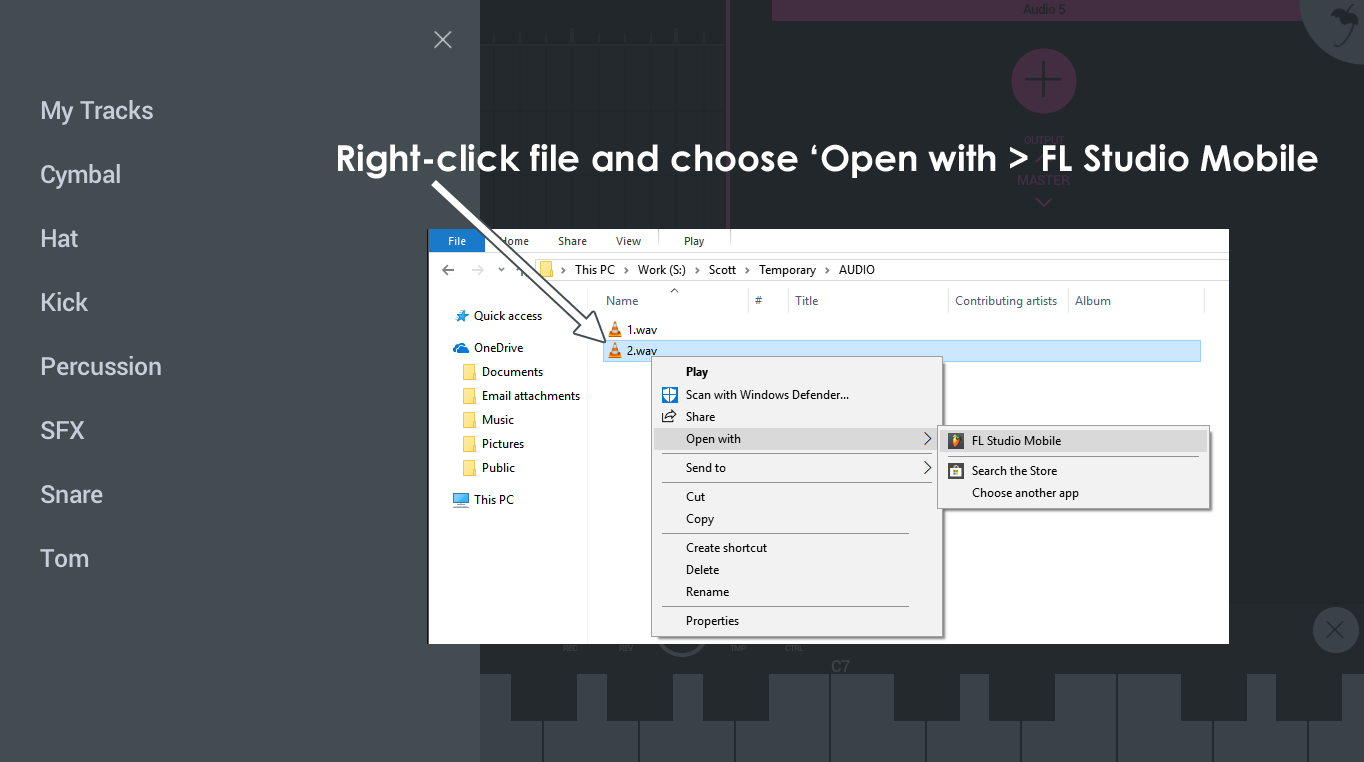 Audio 5
My Tracks
Cymbal
Hat
Kick
Percussion
SFX
Snare
Tom
OUTPUT
Right-click file and choose ‘Open with > FL Studio Mobile
MASTER
File Home Share View Play
This PC > Work (S:) > Scott > Temporary > AUDIO
Name # Title Contributing artists Album
Quick access
OneDrive
Documents
Email attachments
Music
Pictures
Public
This PC
1.wav
2.wav
Play
Scan with Windows Defender...
Share
Open with
Send to
Cut
Copy
Create shortcut
Delete
Rename
Properties
FL Studio Mobile
Search the Store
Choose another app
REC REV TMP CTRL
C7